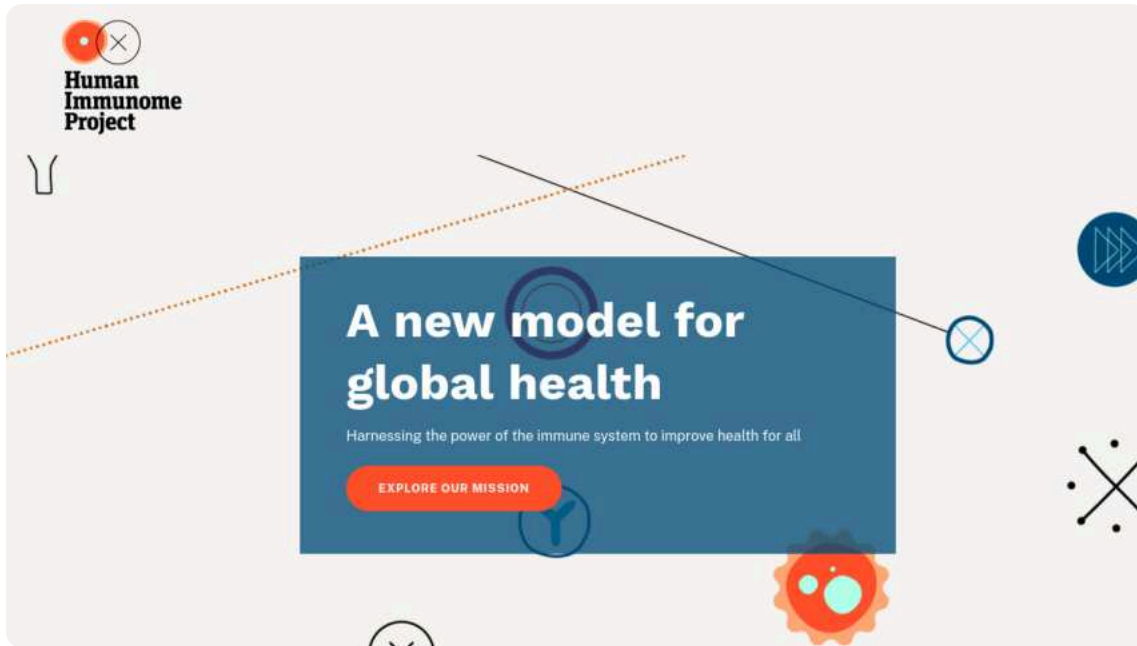 Human
Immunome
Project
A new model for
global health
Harnessing the power of the immune system to improve health for all
EXPLORE OUR MISSION